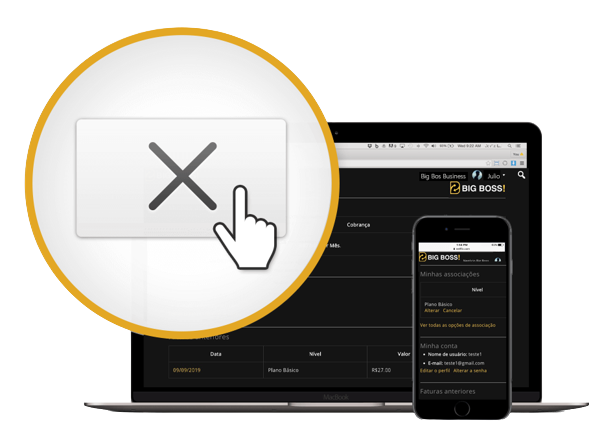 Big Bos Business Julio
BIG BOSS!
Cobrança
Mês.
Data Nível Valor
09/09/2019 Plano Básico R$27.00
MacBook
BIG BOSS!
Minhas associações
Nível
Plano Básico
Alterar Cancelar
Ver todas as opções de associação
Minha conta
• Nome de usuário: teste1
• E-mail: teste1@gmail.com
Editar o perfil Alterar a senha
Faturas anteriores